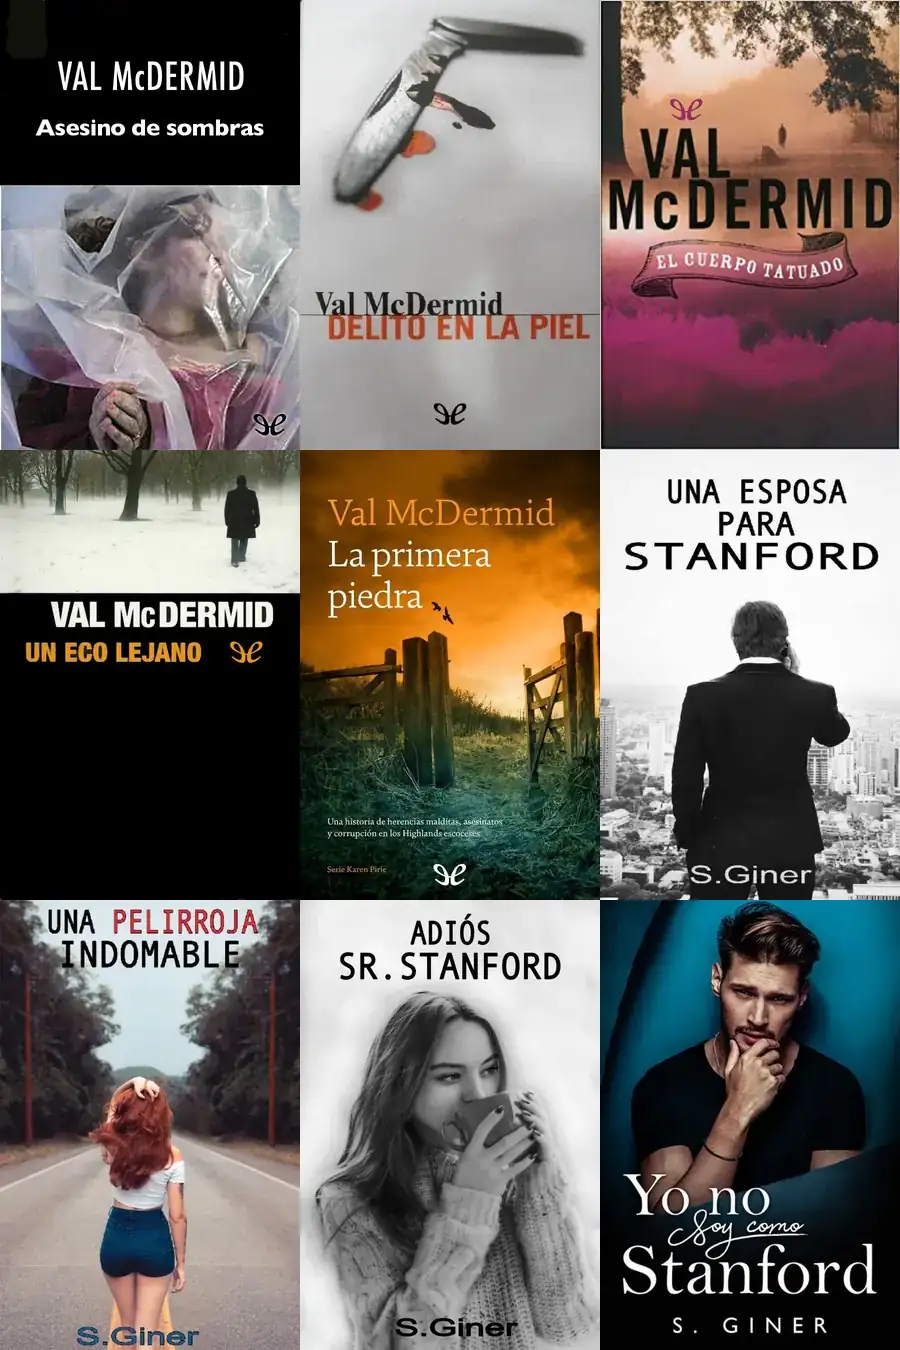 VAL McDERMID
Asesino de sombras
Val McDermid
DELITO EN LA PIEL
VAL
McDERMID
EL CUERPO TATUADO
VAL McDERMID
UN ECO LEJANO
Val McDermid
La primera
piedra
Una historia de herencias malditas, asesinatos
y corrupción en los Highlands escoceses
Serie Karen Pirie
UNA ESPOSA
PARA
STANFORD
S.Giner
UNA PELIRROJA
INDOMABLE
S.Giner
ADIÓS
SR.STANFORD
S.Giner
Yo no
soy como
Stanford
S. GINER